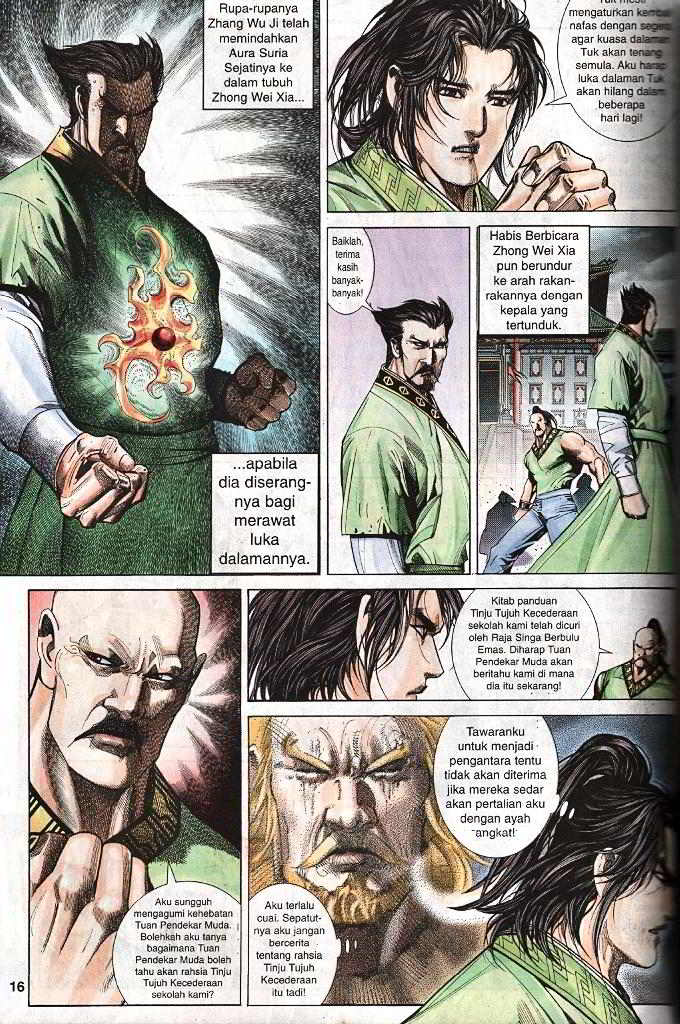 Rupa-rupanya
Zhang Wu Ji telah
memindahkan
Aura Suria
Sejatinya ke
dalam tubuh
Zhong Wei Xia...
...apabila
dia diserang-
nya bagi
merawat
luka
dalamannya.
mengaturkan kembali
nafas dengan segera
agar kuasa dalaman
Tuk akan tenang
semula. Aku harap
luka dalaman Tuk
akan hilang dalam
beberapa
hari lagi!
Baiklah,
terima
kasih
banyak-
banyak!
Habis Berbicara
Zhong Wei Xia
pun berundur
ke arah rakan-
rakannya dengan
kepala yang
tertunduk.
Aku sungguh
mengagumi kehebatan
Tuan Pendekar Muda.
Bolehkah aku tanya
bagaimana Tuan
Pendekar Muda boleh
tahu akan rahsia Tinju
Tujuh Kecederaan
sekolah kami?
Kitab panduan
Tinju Tujuh Kecederaan
sekolah kami telah dicuri
oleh Raja Singa Berbulu
Emas. Diharap Tuan
Pendekar Muda akan
beritahu kami di mana
dia itu sekarang!
Aku terlalu
cuai. Sepatut-
nya aku jangan
bercerita
tentang rahsia
Tinju Tujuh
Kecederaan
itu tadi!
Tawaranku
untuk menjadi
pengantara tentu
tidak akan diterima
jika mereka sedar
akan pertalian aku
dengan ayah
angkat!
16